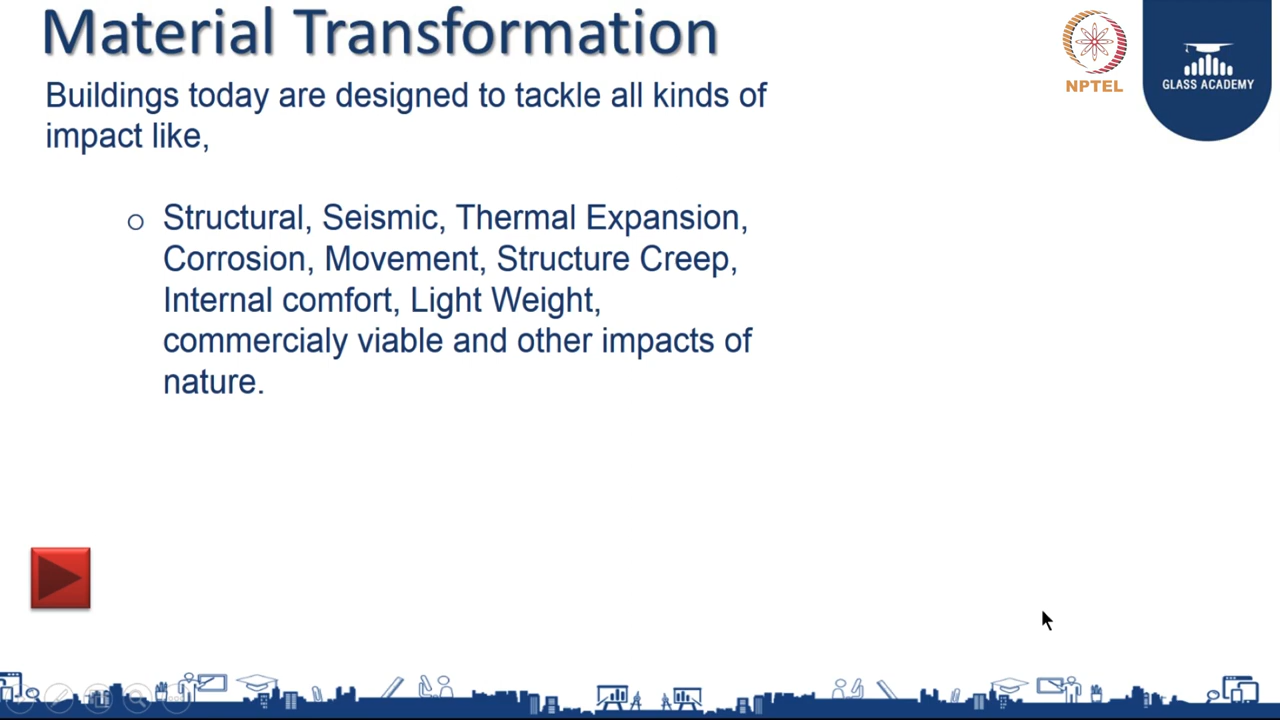 Material Transformation
Buildings today are designed to tackle all kinds of
impact like,
o Structural, Seismic, Thermal Expansion,
Corrosion, Movement, Structure Creep,
Internal comfort, Light Weight,
commercialy viable and other impacts of
nature.
NPTEL
GLASS ACADEMY